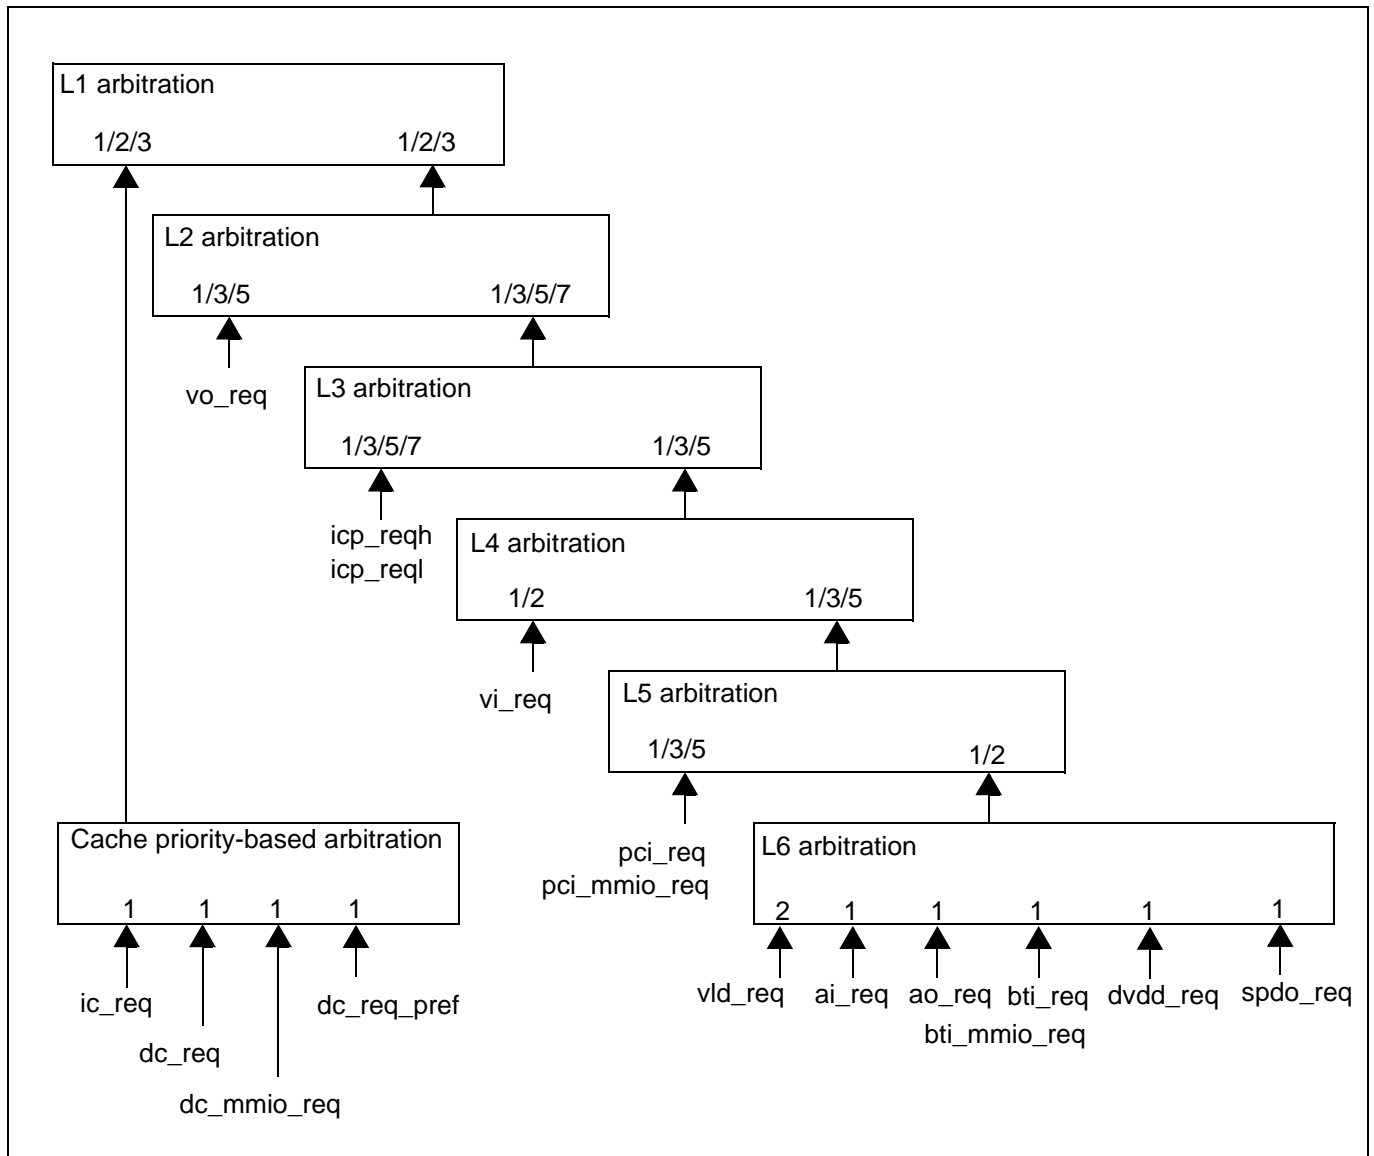 L1 arbitration
1/2/3 1/2/3
L2 arbitration
1/3/5 1/3/5/7
vo_req
L3 arbitration
1/3/5/7 1/3/5
icp_reqh
icp_reql
L4 arbitration
1/2 1/3/5
vi_req
L5 arbitration
1/3/5 1/2
pci_req
pci_mmio_req
Cache priority-based arbitration
1 1 1 1
ic_req
dc_req_pref
dc_req
dc_mmio_req
L6 arbitration
2 1 1 1 1 1
vld_req ai_req ao_req bti_req dvdd_req spdo_req
bti_mmio_req